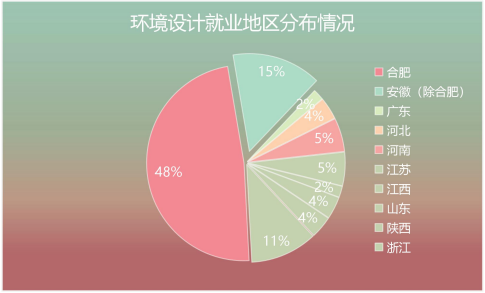 环境设计就业地区分布情况
15%
2%
4%
5%
5%
2%
4%
4%
11%
48%
合肥
安徽（除合肥）
广东
河北
河南
江苏
江西
山东
陕西
浙江